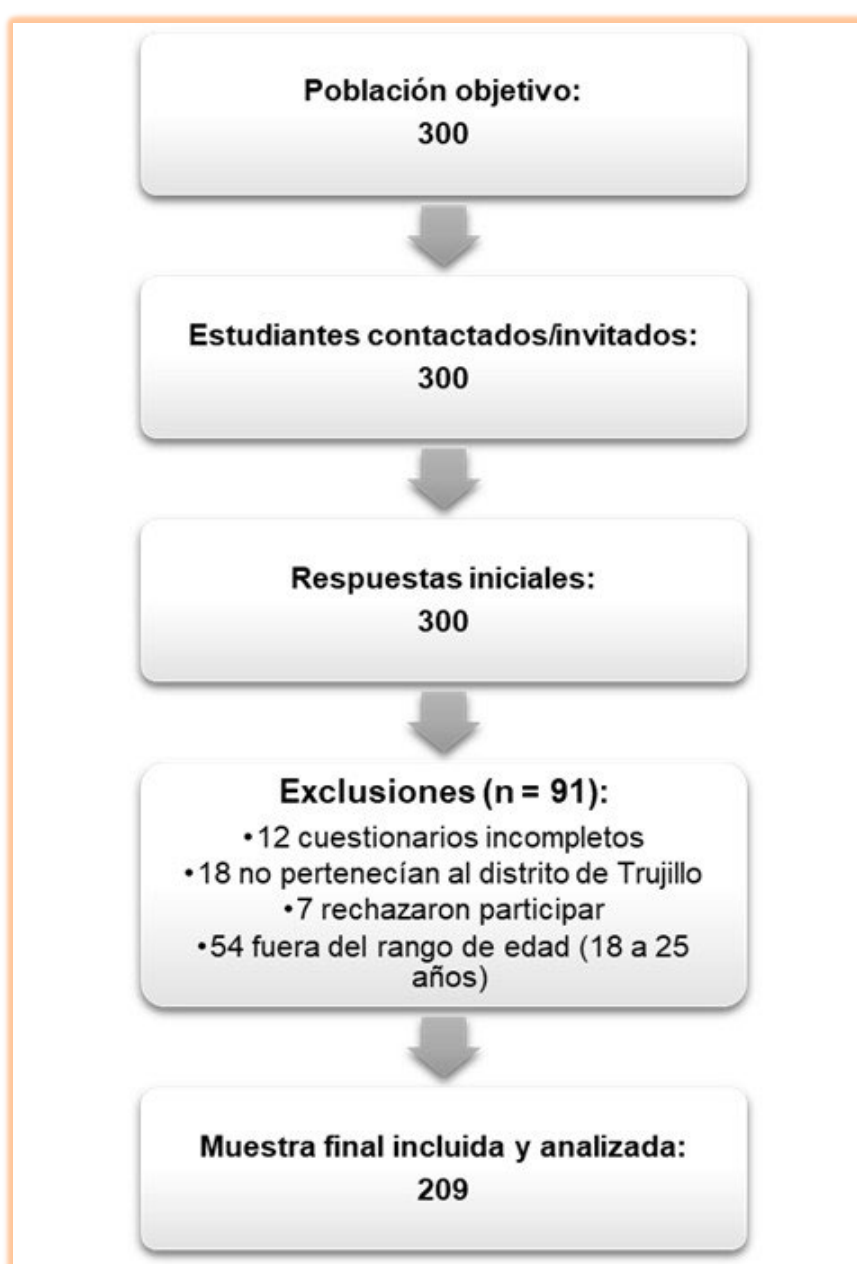 Población objetivo:
300
Estudiantes contactados/invitados:
300
Respuestas iniciales:
300
Exclusiones (n = 91):
•12 cuestionarios incompletos
•18 no pertenecían al distrito de Trujillo
•7 rechazaron participar
•54 fuera del rango de edad (18 a 25
años)
Muestra final incluida y analizada:
209